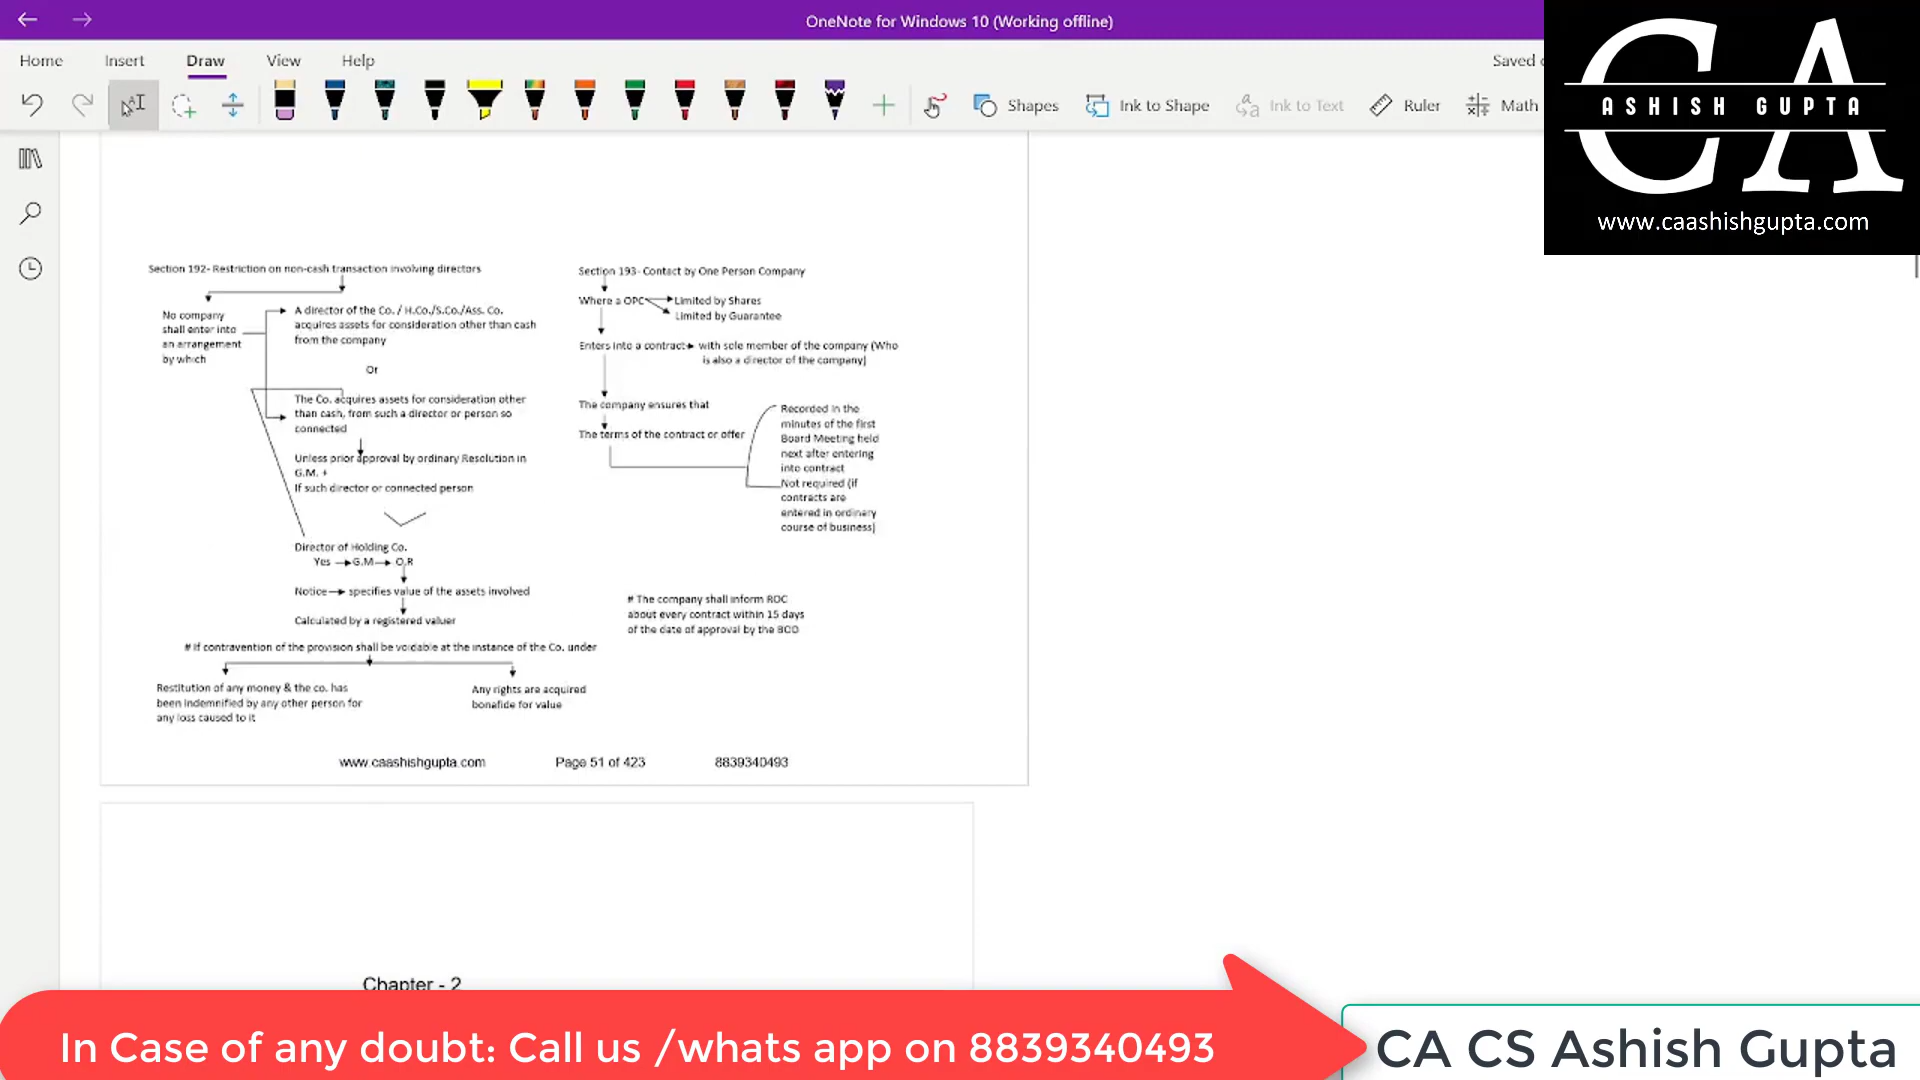 OneNote for Windows 10 (Working offline)
Home
Insert
Draw
View
Help
Saved
Shapes
Ink to Shape
Ink to Text
Ruler
Math
CA
ASHISH GUPTA
www.caashishgupta.com
Section 192- Restriction on non-cash transaction involving directors
No company
shall enter into
an arrangement
by which
A director of the Co. / H.Co./S.Co./Ass. Co.
acquires assets for consideration other than cash
from the company
Or
The Co. acquires assets for consideration other
than cash, from such a director or person so
connected
Unless prior approval by ordinary Resolution in
G.M. +
If such director or connected person
Director of Holding Co.
Yes G.M O.R
Notice specifies value of the assets involved
Calculated by a registered valuer
# If contravention of the provision shall be voidable at the instance of the Co. under
Restitution of any money & the co. has
been indemnified by any other person for
any loss caused to it
Any rights are acquired
bonafide for value
Section 193- Contact by One Person Company
Where a OPC
Limited by Shares
Limited by Guarantee
Enters into a contract with sole member of the company (Who
is also a director of the company)
The company ensures that
The terms of the contract or offer
Recorded in the
minutes of the first
Board Meeting held
next after entering
into contract
Not required (if
contracts are
entered in ordinary
course of business)
# The company shall inform ROC
about every contract within 15 days
of the date of approval by the BOD
www.caashishgupta.com Page 51 of 423 8839340493
Chapter - 2
In Case of any doubt: Call us /whats app on 8839340493
CA CS Ashish Gupta